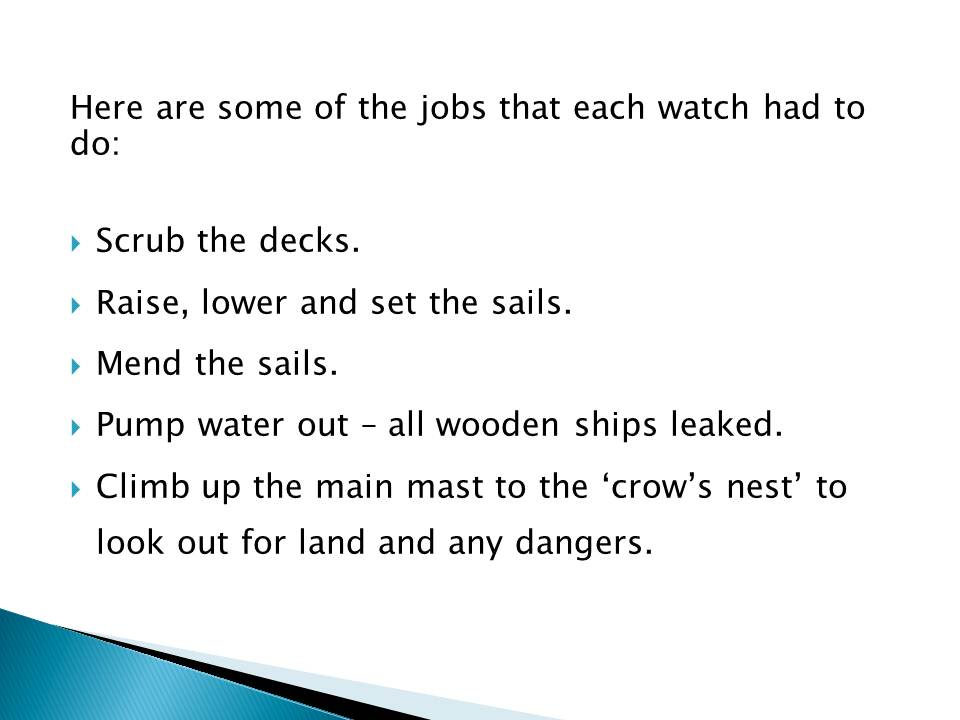 Here are some of the jobs that each watch had to
do:
Scrub the decks.
Raise, lower and set the sails.
Mend the sails.
Pump water out – all wooden ships leaked.
Climb up the main mast to the ‘crow’s nest’ to
look out for land and any dangers.